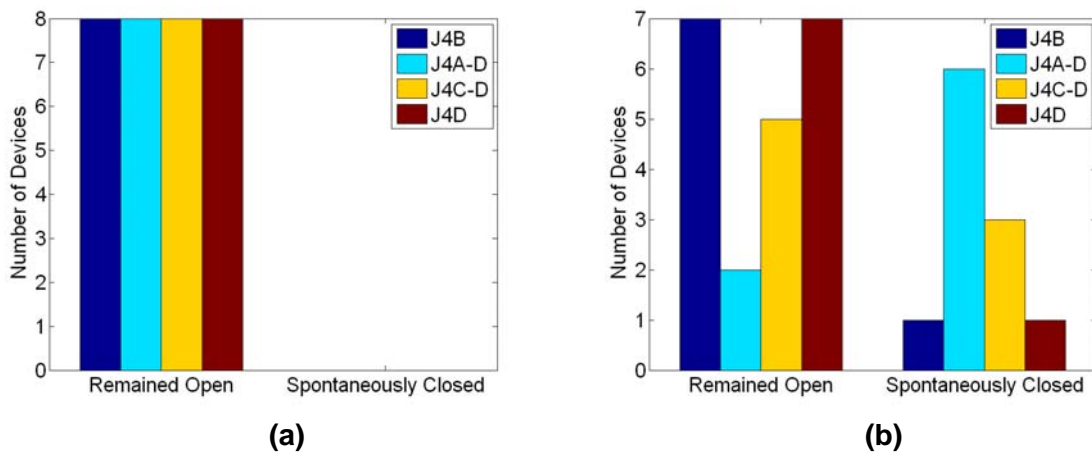 8
7
6
5
4
3
2
1
0
Number of Devices
Remained Open
Spontaneously Closed
J4B
J4A-D
J4C-D
J4D
(a)
7
6
5
4
3
2
1
0
Number of Devices
Remained Open
Spontaneously Closed
J4B
J4A-D
J4C-D
J4D
(b)